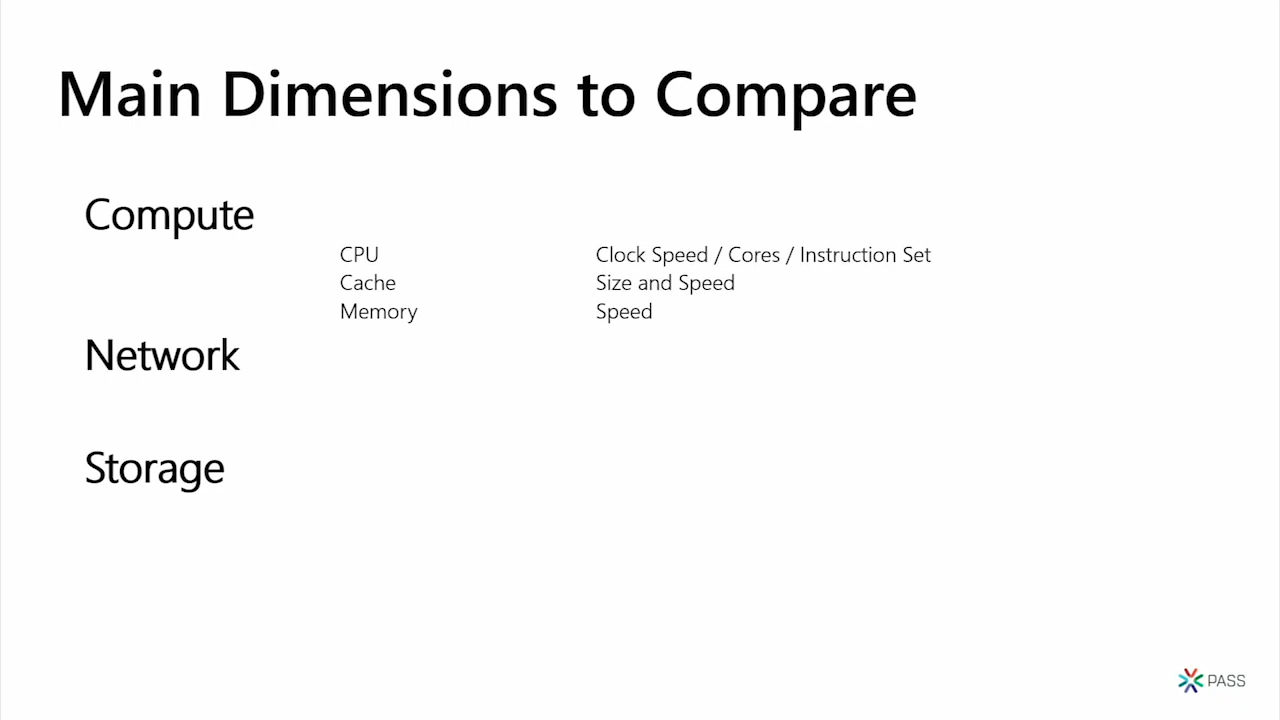 Main Dimensions to Compare
Compute
CPU Clock Speed / Cores / Instruction Set
Cache Size and Speed
Memory Speed
Network
Storage
PASS